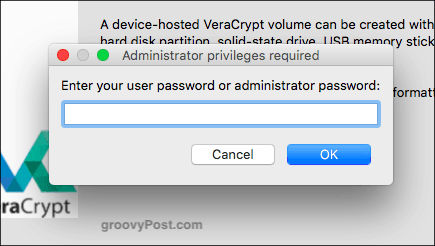 A device-hosted VeraCrypt volume can be created with
hard disk partition, solid-state drive, USB memory stick
Administrator privileges required
Enter your user password or administrator password:
formatt
Cancel
OK
raCrypt
groovyPost.com